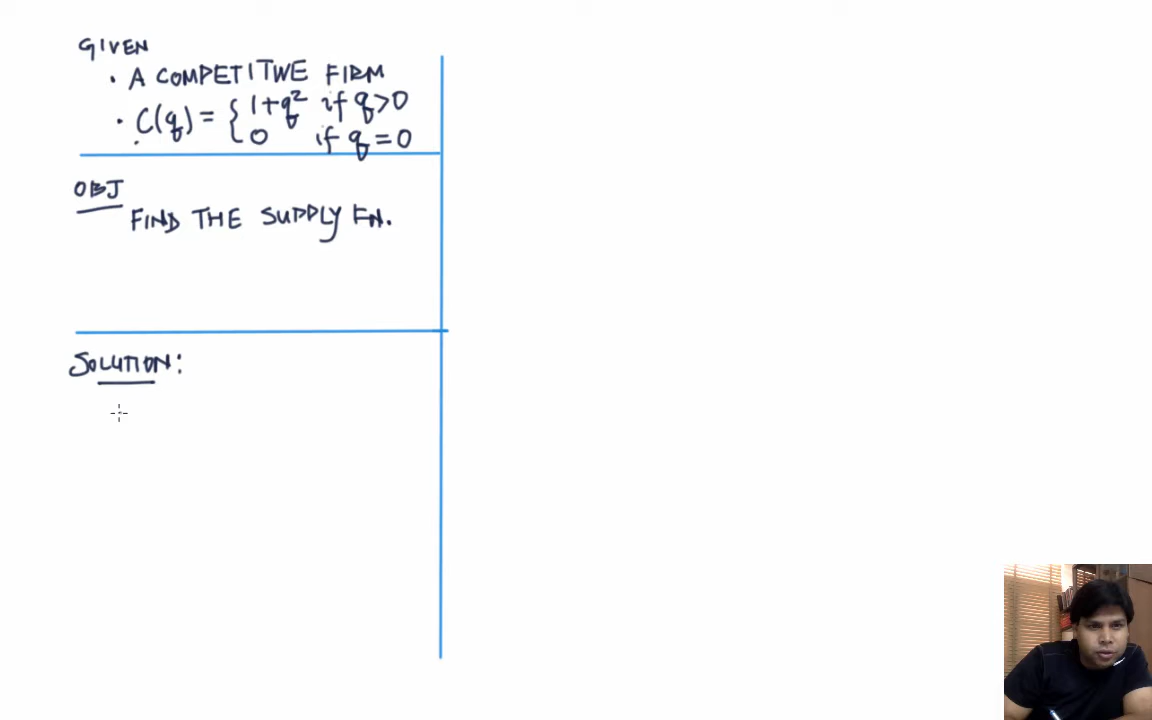 GIVEN
· A COMPETITIVE FIRM
· C(q) = { 1+q² if q>0
0 if q=0
OBJ
FIND THE SUPPLY FN.
SOLUTION: